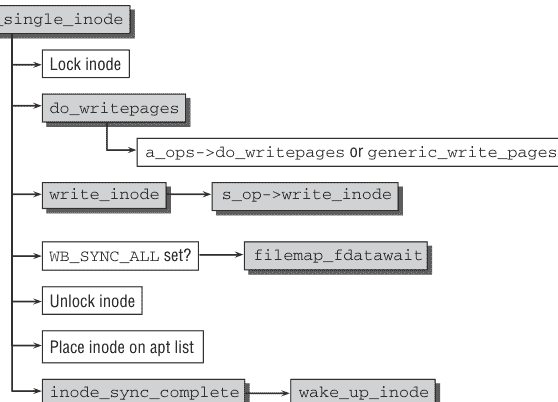 _single_inode
Lock inode
do_writepages
a_ops->do_writepages or generic_write_pages
write_inode
s_op->write_inode
WB_SYNC_ALL set?
filemap_fdatawait
Unlock inode
Place inode on apt list
inode_sync_complete
wake_up_inode